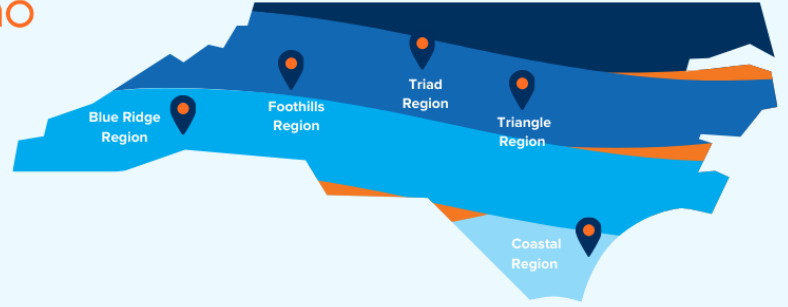 Blue Ridge
Region
Foothills
Region
Triad
Region
Triangle
Region
Coastal
Region